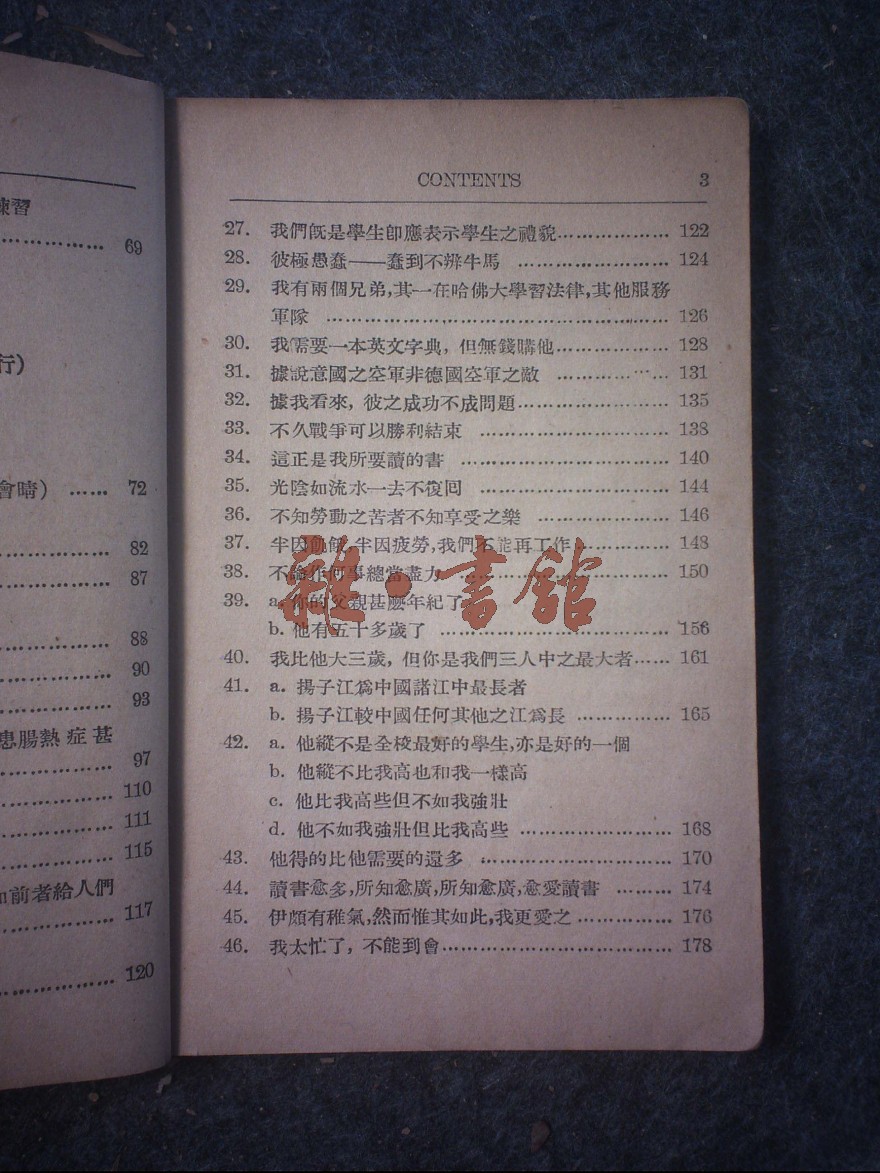 練習
69
行)
會晴) …… 72
82
87
88
90
93
患腸熱症甚
97
110
111
115
如前者給人們
117
120
CONTENTS 3
27. 我們旣是學生卽應表示學生之禮貌……………… 122
28. 彼極愚蠢——蠢到不辨牛馬 ……………… 124
29. 我有兩個兄弟,其一在哈佛大學習法律,其他服務
軍隊 ……………………………………… 126
30. 我需要一本英文字典, 但無錢購他……………… 128
31. 據說意國之空軍非德國空軍之敵 ……………… 131
32. 據我看來, 彼之成功不成問題……………… 135
33. 不久戰爭可以勝利結束 ……………… 138
34. 這正是我所要讀的書 ……………… 140
35. 光陰如流水一去不復囘 ……………… 144
36. 不知勞動之苦者不知享受之樂 ……………… 146
37. 半因飢餓,半因疲勞,我們不能再工作……………… 148
38. 不論作何事總當盡力 ……………… 150
39. a. 你的父親甚麼年紀了
b. 他有五十多歲了 ……………… 156
40. 我比他大三歲, 但你是我們三人中之最大者…… 161
41. a. 揚子江爲中國諸江中最長者
b. 揚子江較中國任何其他之江爲長 ……………… 165
42. a. 他縱不是全校最好的學生,亦是好的一個
b. 他縱不比我高也和我一樣高
c. 他比我高些但不如我強壯
d. 他不如我強壯但比我高些 ……………… 168
43. 他得的比他需要的還多 ……………… 170
44. 讀書愈多,所知愈廣,所知愈廣,愈愛讀書 ……… 174
45. 伊頗有稚氣,然而惟其如此,我更愛之 ……………… 176
46. 我太忙了, 不能到會……………… 178
雜·書館